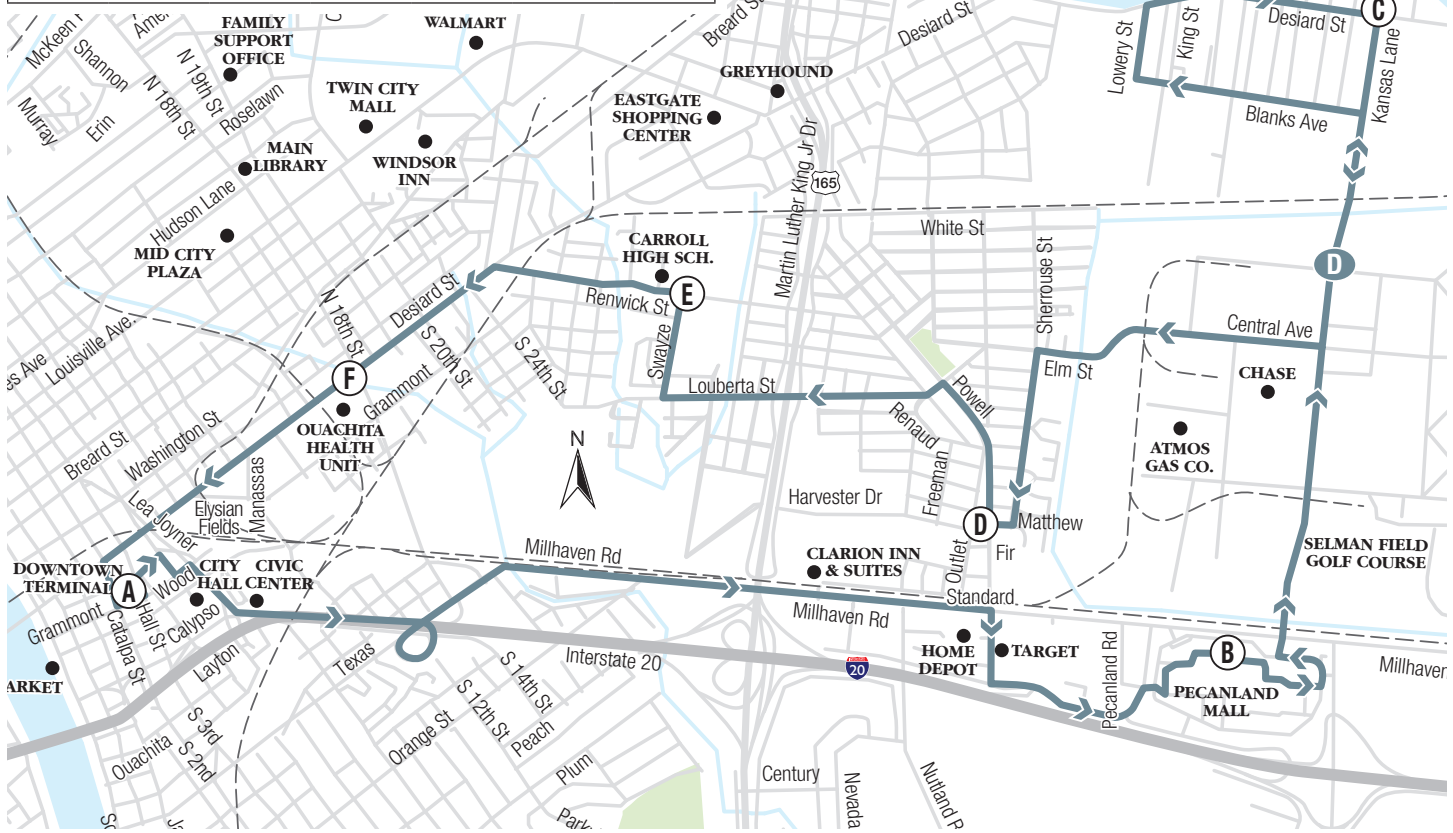 McKeen
Shannon
Murray
Erin
FAMILY
SUPPORT
OFFICE
N 19th St
N 18th St
Roselawn
WALMART
TWIN CITY
MALL
WINDSOR
INN
MAIN
LIBRARY
Hudson Lane
MID CITY
PLAZA
Breard St
Desiard St
GREYHOUND
EASTGATE
SHOPPING
CENTER
Martin Luther King Jr Dr
165
Lowery St
King St
Desiard St
C
Kansas Lane
Blanks Ave
White St
Sherrouse St
D
CARROLL
HIGH SCH.
E
Renwick St
Swayze
Desiard St
N 18th St
S 20th St
S 24th St
Louisville Ave.
es Ave
F
Grammont
OUACHITA
HEALTH
UNIT
Louberta St
Powell
Renaud
Elm St
Central Ave
CHASE
ATMOS
GAS CO.
Breard St
Washington St
Lea Joyner
Elysian
Fields
Manassas
N
Harvester Dr
Freeman
D
Matthew
Fir
Outlet
Standard
SELMAN FIELD
GOLF COURSE
DOWNTOWN
TERMINAL
A
Wood
CITY
HALL
CIVIC
CENTER
Millhaven Rd
CLARION INN
& SUITES
Millhaven Rd
Grammont
Catalpa St
Hall St
Calypso
Layton
Texas
Interstate 20
20
HOME
DEPOT
TARGET
Pecanland Rd
B
PECANLAND
MALL
Millhaven
ARKET
S 14th St
S 12th St
Orange St
Peach
Plum
Ouachita
S 3rd
S 2nd
Century
Nevada
Nutland R
Park